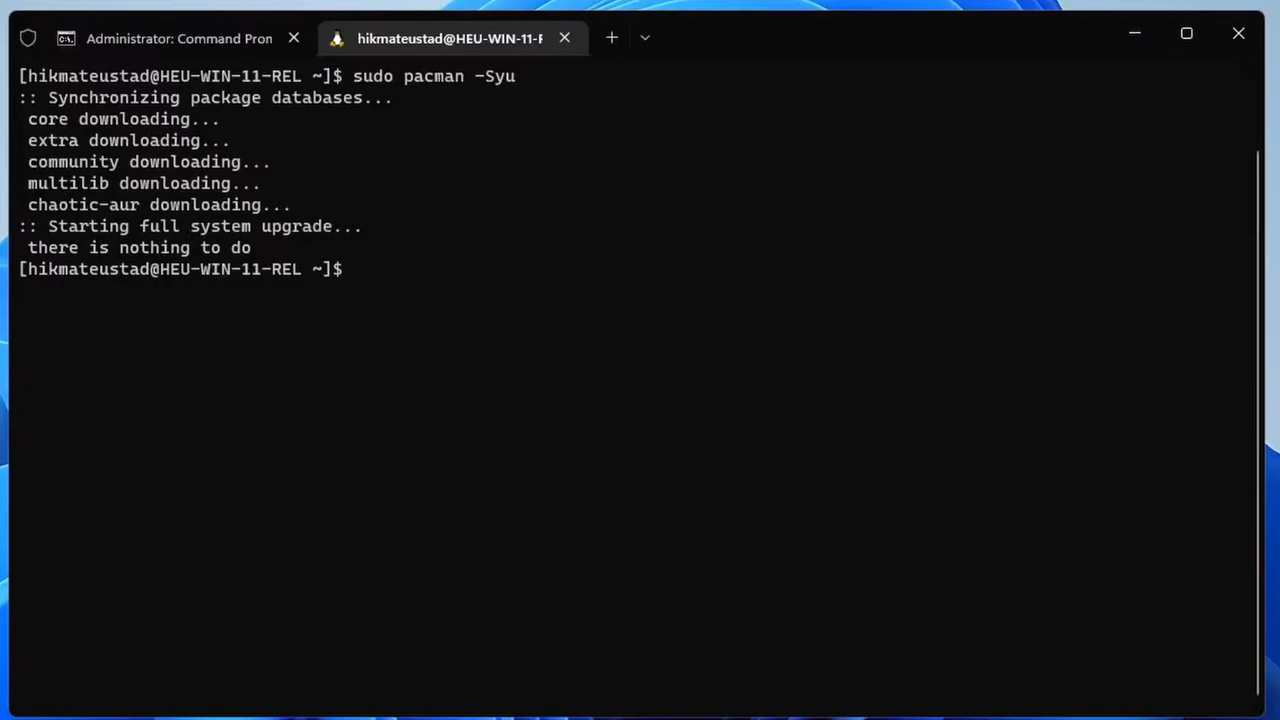 Administrator: Command Pron
hikmateustad@HEU-WIN-11-F
[hikmateustad@HEU-WIN-11-REL ~]$ sudo pacman -Syu
:: Synchronizing package databases...
core downloading...
extra downloading...
community downloading...
multilib downloading...
chaotic-aur downloading...
:: Starting full system upgrade...
there is nothing to do
[hikmateustad@HEU-WIN-11-REL ~]$